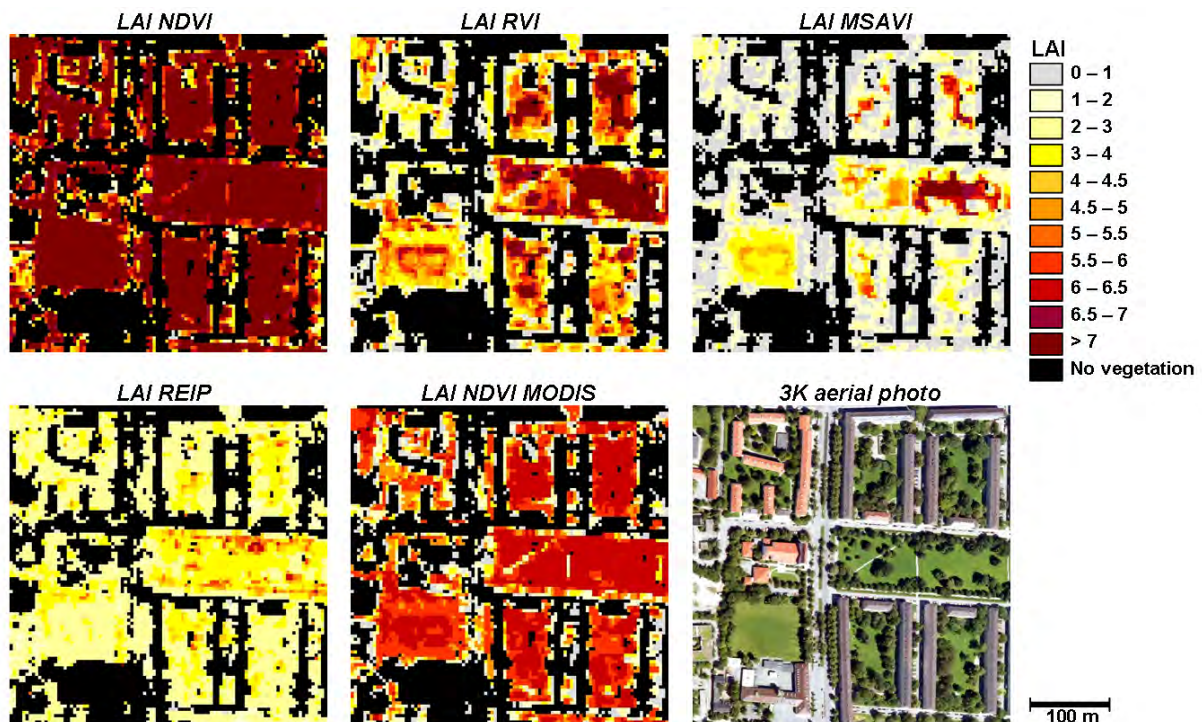 LAI NDVI
LAI RVI
LAI MSAVI
LAI
0 – 1
1 – 2
2 – 3
3 – 4
4 – 4.5
4.5 – 5
5 – 5.5
5.5 – 6
6 – 6.5
6.5 – 7
> 7
No vegetation
LAI REIP
LAI NDVI MODIS
3K aerial photo
100 m